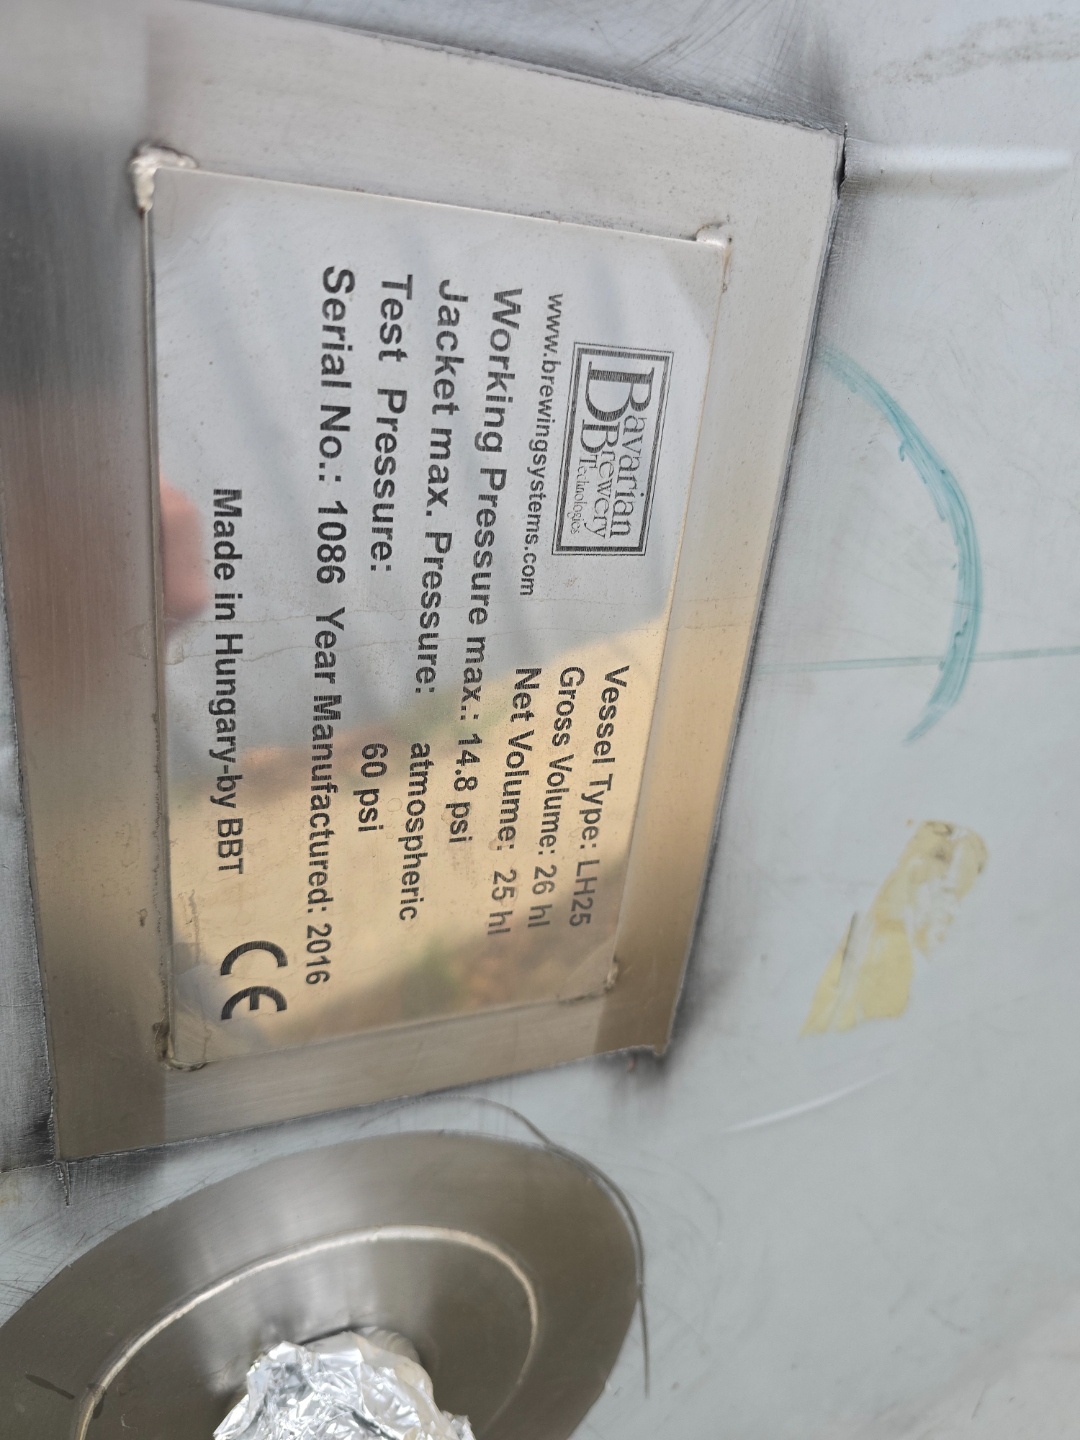 Bavarian
Brewery
Technologies
www.brewingsystems.com
Vessel Type: LH25
Gross Volume: 26 hl
Net Volume: 25 hl
Working Pressure max.: 14.8 psi
Jacket max. Pressure: atmospheric
Test Pressure: 60 psi
Serial No.: 1086 Year Manufactured: 2016
Made in Hungary-by BBT
CE